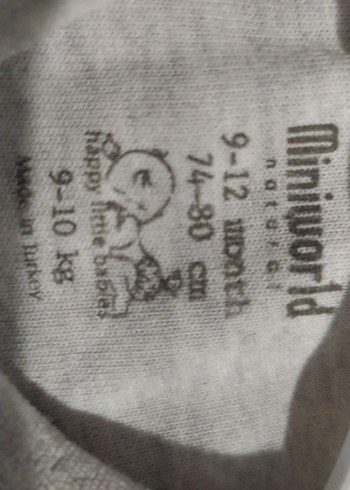 Miniworld
natural
9-12 month
74-80 cm
happy little babies
9-10 kg
Made in Turkey